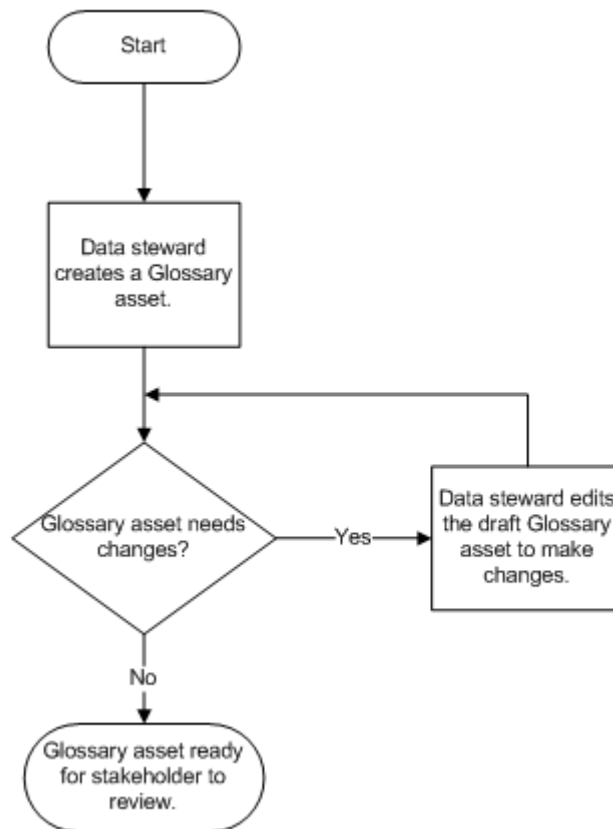 Start
Data steward
creates a Glossary
asset.
Glossary asset needs
changes?
Yes
Data steward edits
the draft Glossary
asset to make
changes.
No
Glossary asset ready
for stakeholder to
review.